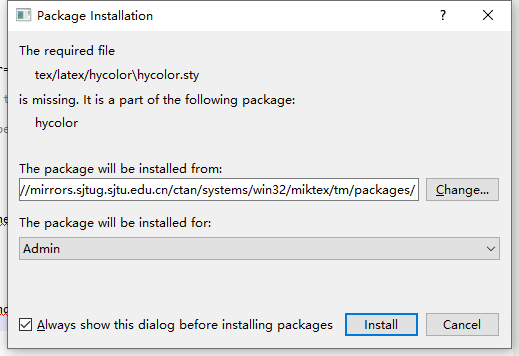 Package Installation
The required file
tex/latex/hycolor\hycolor.sty
is missing. It is a part of the following package:
hycolor
The package will be installed from:
//mirrors.sjtug.sjtu.edu.cn/ctan/systems/win32/miktex/tm/packages/
Change...
The package will be installed for:
Admin
Always show this dialog before installing packages
Install
Cancel